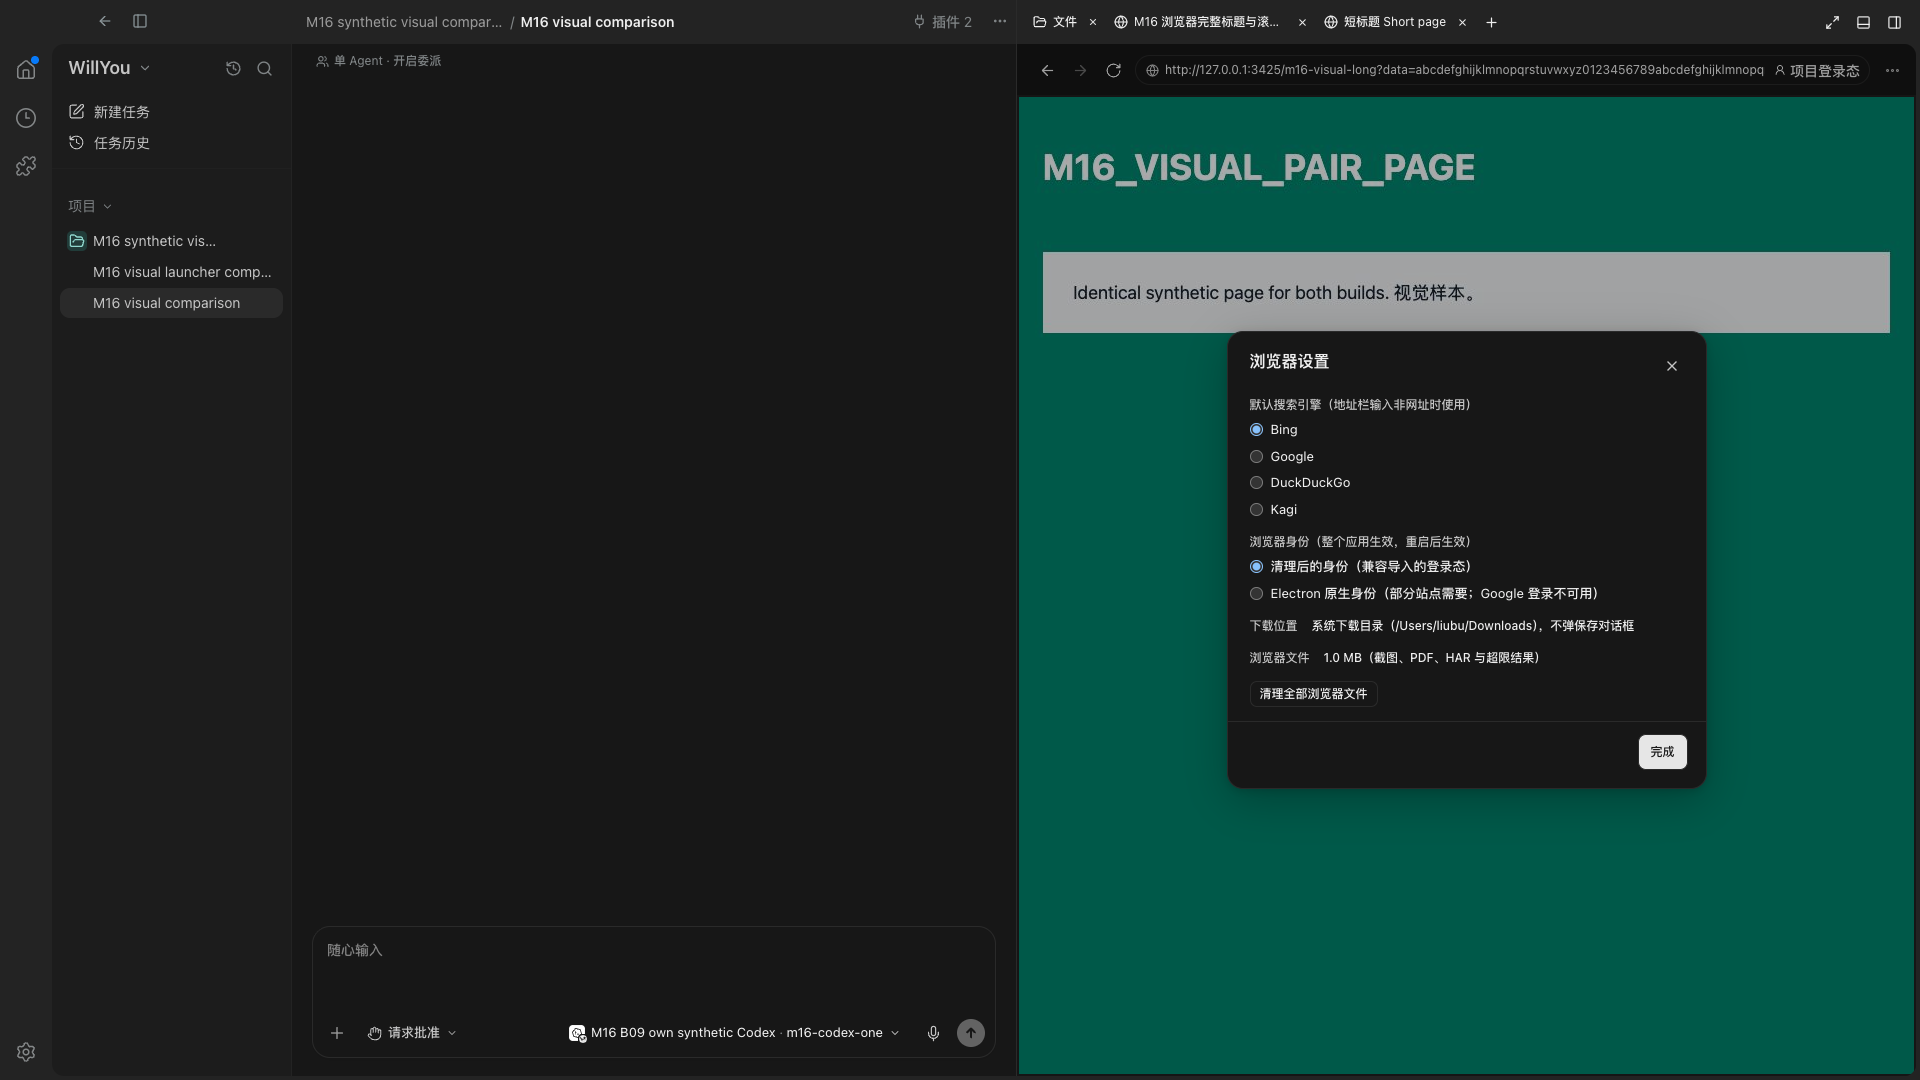 M16 synthetic visual compar... / M16 visual comparison
插件 2
文件
M16 浏览器完整标题与滚...
短标题 Short page
WillYou
新建任务
任务历史
项目
M16 synthetic vis...
M16 visual launcher comp...
M16 visual comparison
单 Agent · 开启委派
随心输入
请求批准
M16 B09 own synthetic Codex · m16-codex-one
http://127.0.0.1:3425/m16-visual-long?data=abcdefghijklmnopqrstuvwxyz0123456789abcdefghijklmnopq
项目登录态
M16_VISUAL_PAIR_PAGE
Identical synthetic page for both builds. 视觉样本。
浏览器设置
默认搜索引擎（地址栏输入非网址时使用）
Bing
Google
DuckDuckGo
Kagi
浏览器身份（整个应用生效，重启后生效）
清理后的身份（兼容导入的登录态）
Electron 原生身份（部分站点需要；Google 登录不可用）
下载位置 系统下载目录（/Users/liubu/Downloads），不弹保存对话框
浏览器文件 1.0 MB（截图、PDF、HAR 与超限结果）
清理全部浏览器文件
完成